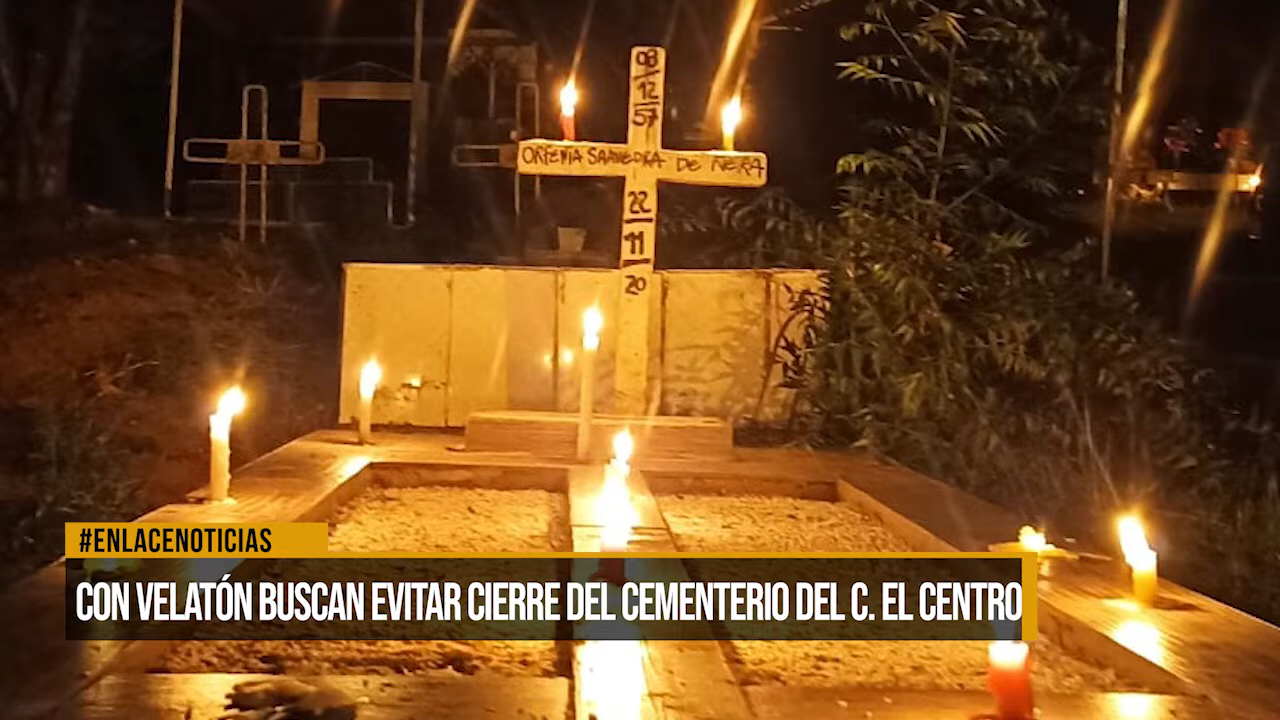 08
12
57
ORFENIA SAAVEDRA DE NERA
22
11
20
#ENLACENOTICIAS
CON VELATÓN BUSCAN EVITAR CIERRE DEL CEMENTERIO DEL C. EL CENTRO